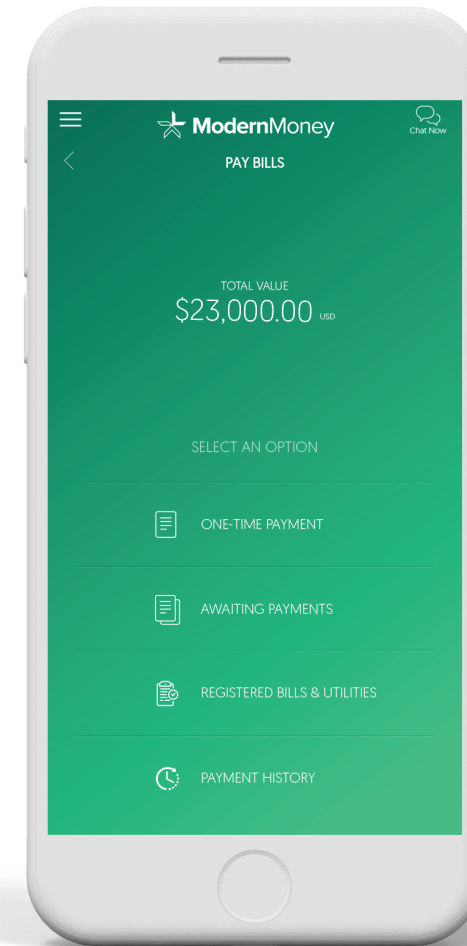 ModernMoney
Chat Now
PAY BILLS
TOTAL VALUE
$23,000.00 USD
SELECT AN OPTION
ONE-TIME PAYMENT
AWAITING PAYMENTS
REGISTERED BILLS & UTILITIES
PAYMENT HISTORY